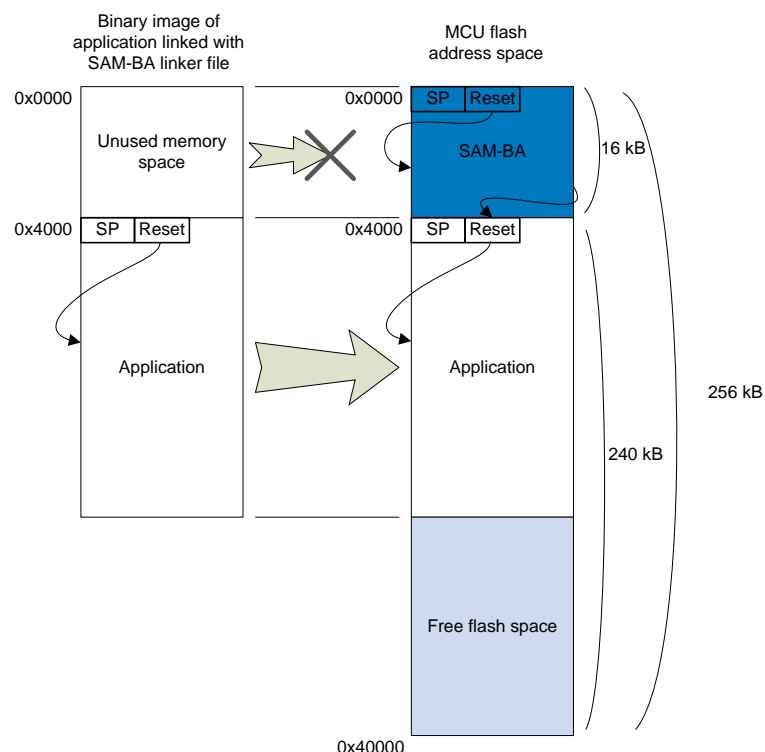 Binary image of
application linked with
SAM-BA linker file
MCU flash
address space
0x0000
0x0000
SP
Reset
Unused memory
space
SAM-BA
16 kB
0x4000
SP
Reset
0x4000
SP
Reset
Application
Application
256 kB
240 kB
Free flash space
0x40000